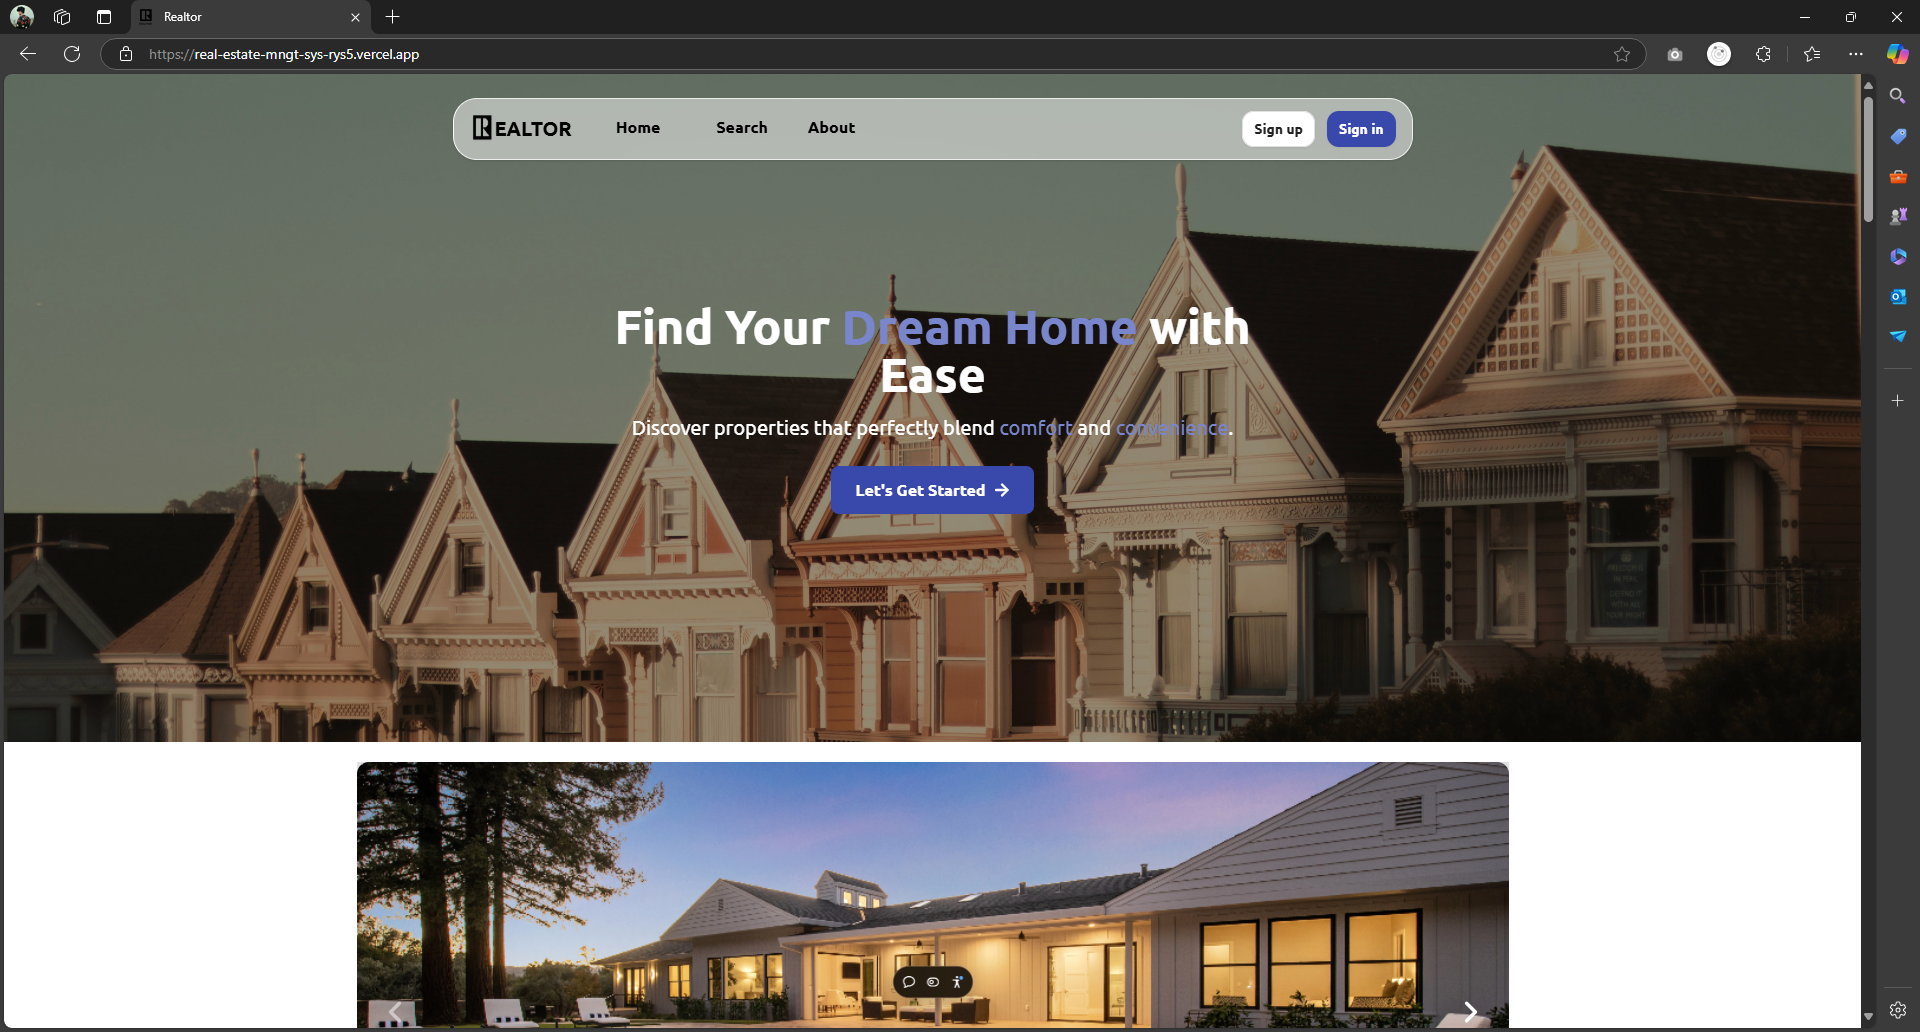 Realtor
https://real-estate-mngt-sys-rys5.vercel.app
REALTOR
Home
Search
About
Sign up
Sign in
Find Your Dream Home with
Ease
Discover properties that perfectly blend comfort and convenience.
Let's Get Started →